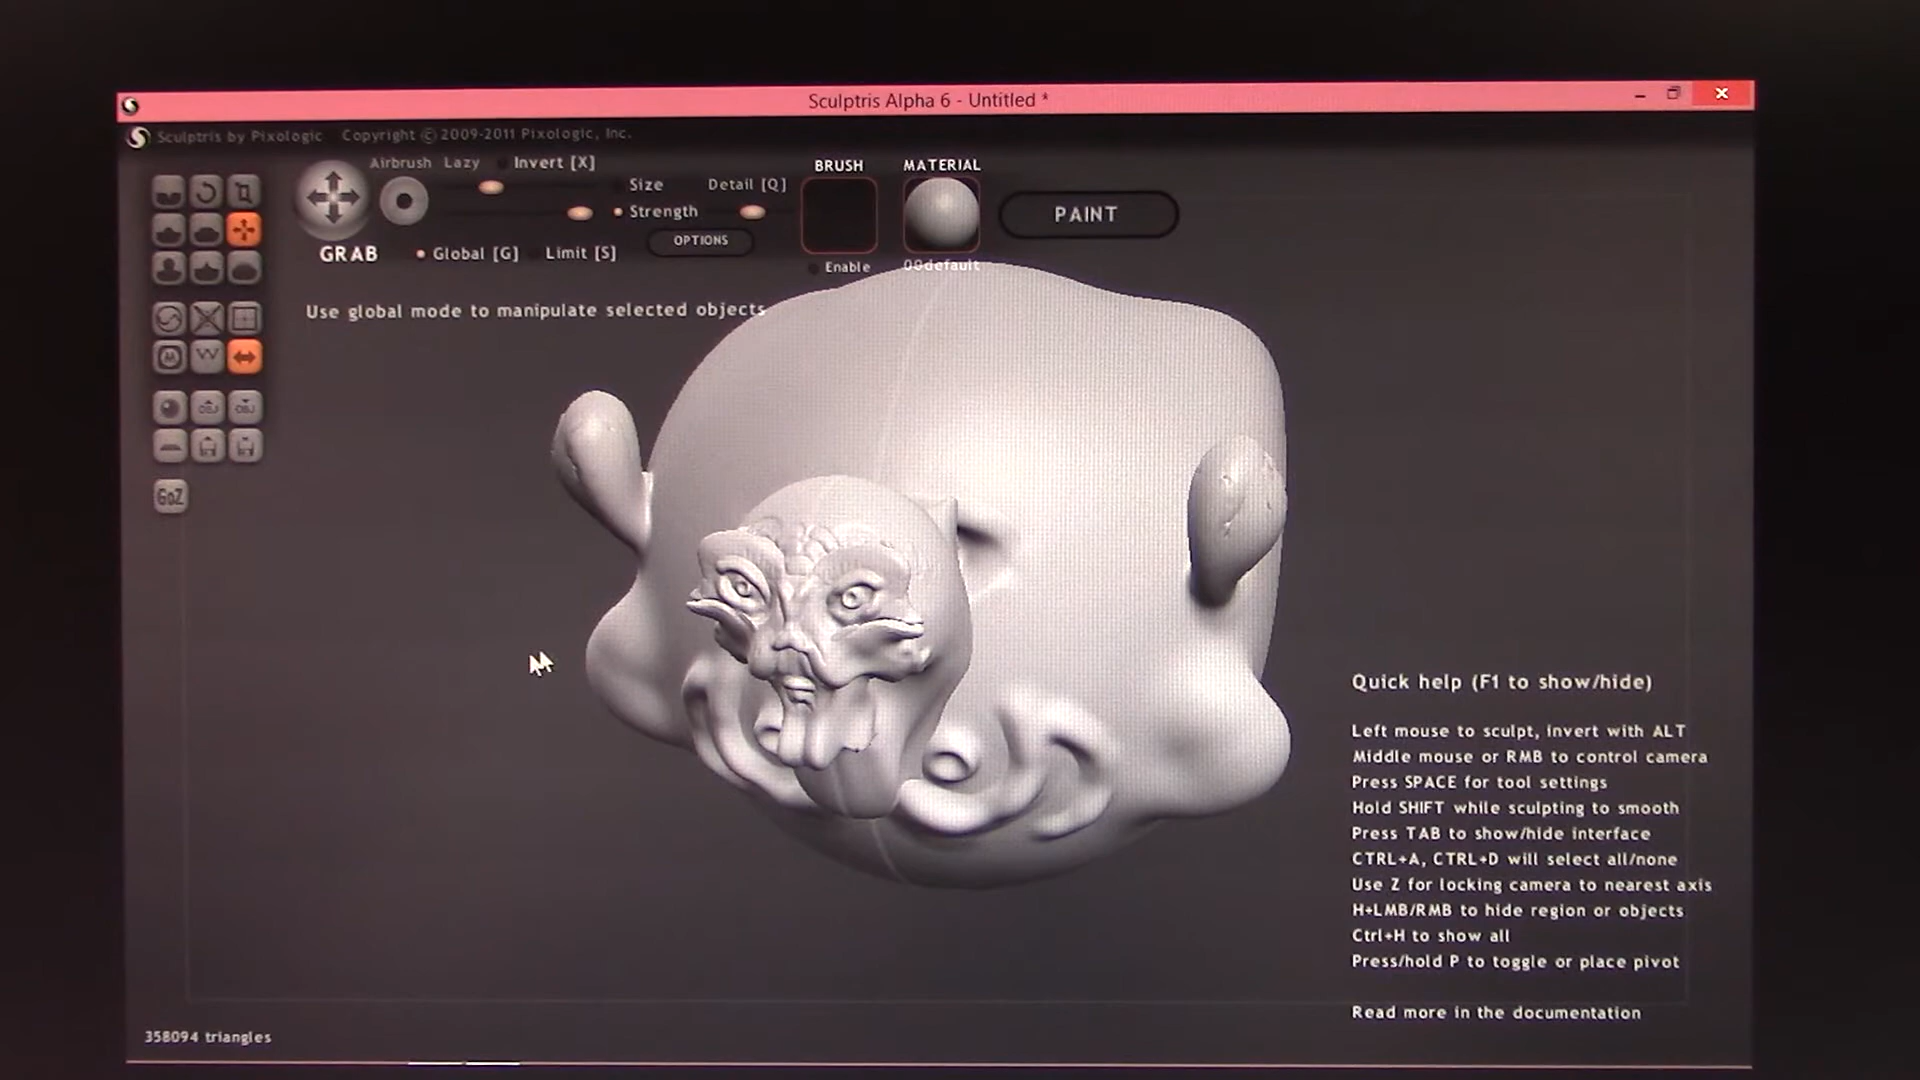 Sculptris Alpha 6 - Untitled *
Sculptris by Pixologic Copyright © 2009-2011 Pixologic, Inc.
Airbrush Lazy Invert [X]
BRUSH MATERIAL
Size Detail [Q]
Strength
PAINT
OPTIONS
GRAB Global [G] Limit [S]
Enable 00default
Use global mode to manipulate selected objects
OBJ OBJ
GoZ
Quick help (F1 to show/hide)
Left mouse to sculpt, invert with ALT
Middle mouse or RMB to control camera
Press SPACE for tool settings
Hold SHIFT while sculpting to smooth
Press TAB to show/hide interface
CTRL+A, CTRL+D will select all/none
Use Z for locking camera to nearest axis
H+LMB/RMB to hide region or objects
Ctrl+H to show all
Press/hold P to toggle or place pivot
Read more in the documentation
358094 triangles